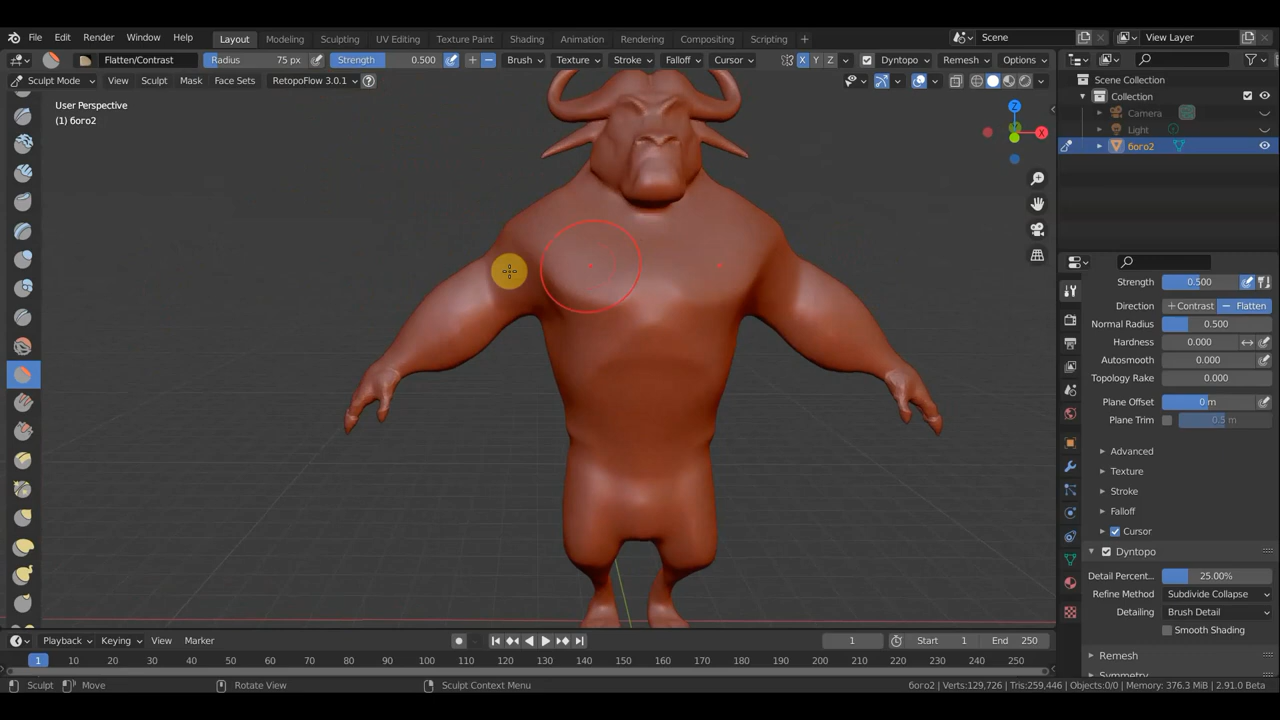 File Edit Render Window Help Layout Modeling Sculpting UV Editing Texture Paint Shading Animation Rendering Compositing Scripting + Scene View Layer
Flatten/Contrast Radius 75 px Strength 0.500 + − Brush Texture Stroke Falloff Cursor X Y Z Dyntopo Remesh Options
Sculpt Mode View Sculpt Mask Face Sets RetopoFlow 3.0.1 ?
User Perspective
(1) бого2
Z
X
Y
Scene Collection
Collection
Camera
Light
бого2
Strength 0.500
Direction + Contrast − Flatten
Normal Radius 0.500
Hardness 0.000
Autosmooth 0.000
Topology Rake 0.000
Plane Offset 0 m
Plane Trim 0.5 m
Advanced
Texture
Stroke
Falloff
Cursor
Dyntopo
Detail Percent... 25.00%
Refine Method Subdivide Collapse
Detailing Brush Detail
Smooth Shading
Remesh
Symmetry
Playback Keying View Marker 1 Start 1 End 250
1 10 20 30 40 50 60 70 80 90 100 110 120 130 140 150 160 170 180 190 200 210 220 230 240 250
Sculpt Move Rotate View Sculpt Context Menu бого2 | Verts:129,726 | Tris:259,446 | Objects:0/0 | Memory: 376.3 MiB | 2.91.0 Beta